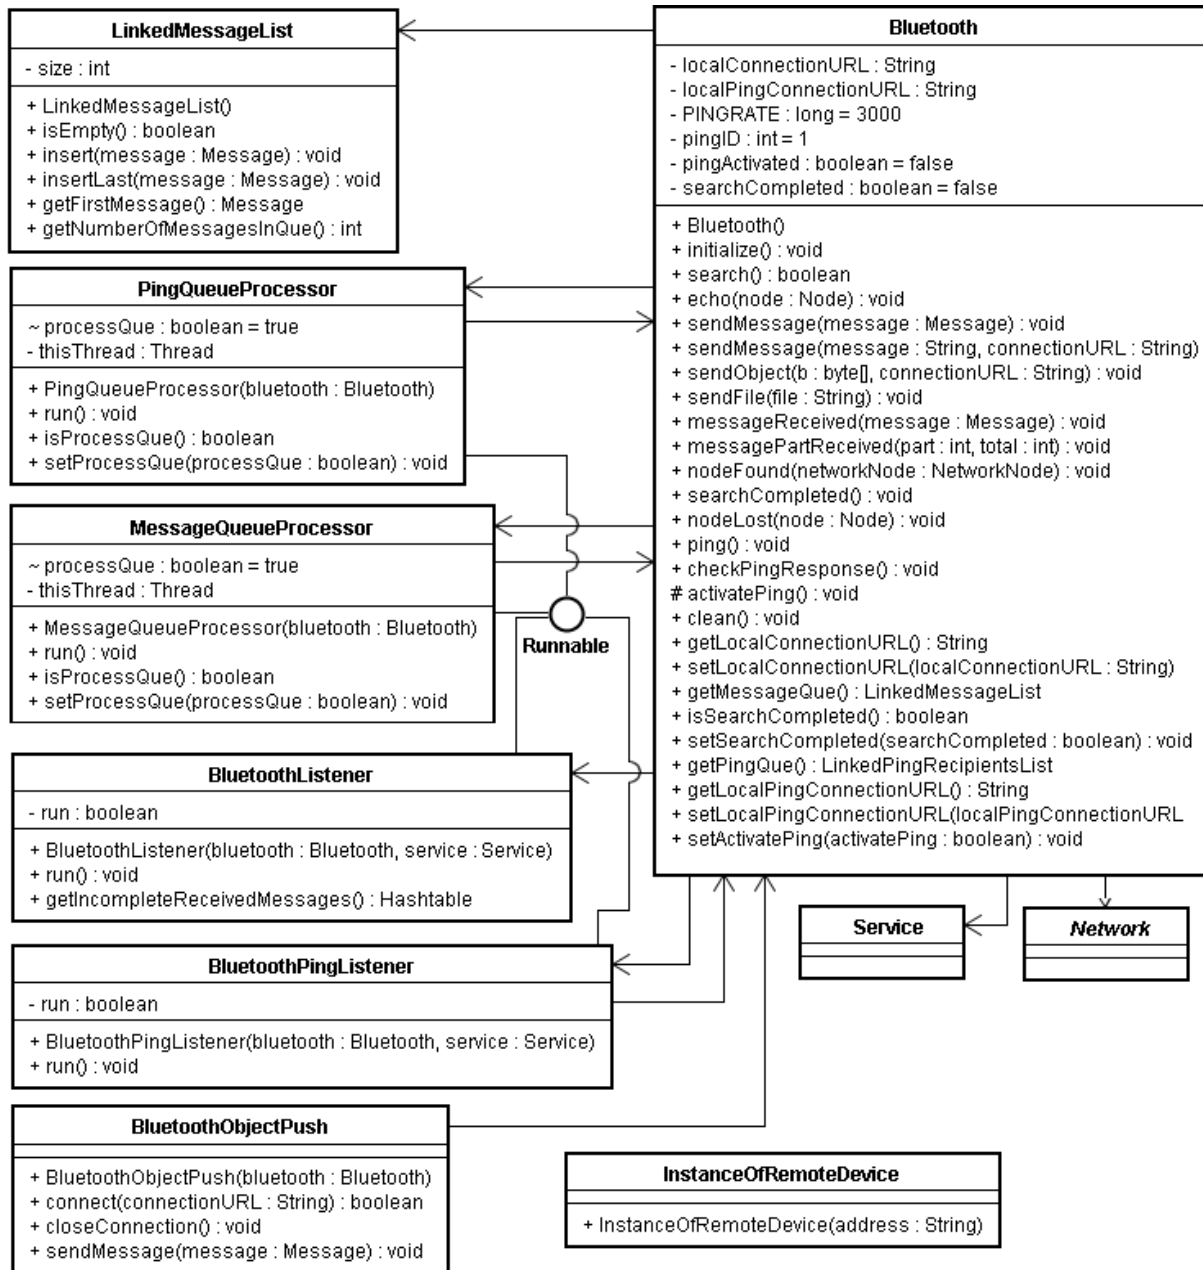 LinkedMessageList
- size : int
+ LinkedMessageList()
+ isEmpty() : boolean
+ insert(message : Message) : void
+ insertLast(message : Message) : void
+ getFirstMessage() : Message
+ getNumberOfMessagesInQue() : int
PingQueueProcessor
~ processQue : boolean = true
- thisThread : Thread
+ PingQueueProcessor(bluetooth : Bluetooth)
+ run() : void
+ isProcessQue() : boolean
+ setProcessQue(processQue : boolean) : void
MessageQueueProcessor
~ processQue : boolean = true
- thisThread : Thread
+ MessageQueueProcessor(bluetooth : Bluetooth)
+ run() : void
+ isProcessQue() : boolean
+ setProcessQue(processQue : boolean) : void
Runnable
BluetoothListener
- run : boolean
+ BluetoothListener(bluetooth : Bluetooth, service : Service)
+ run() : void
+ getIncompleteReceivedMessages() : Hashtable
BluetoothPingListener
- run : boolean
+ BluetoothPingListener(bluetooth : Bluetooth, service : Service)
+ run() : void
BluetoothObjectPush
+ BluetoothObjectPush(bluetooth : Bluetooth)
+ connect(connectionURL : String) : boolean
+ closeConnection() : void
+ sendMessage(message : Message) : void
Bluetooth
- localConnectionURL : String
- localPingConnectionURL : String
- PINGRATE : long = 3000
- pingID : int = 1
- pingActivated : boolean = false
- searchCompleted : boolean = false
+ Bluetooth()
+ initialize() : void
+ search() : boolean
+ echo(node : Node) : void
+ sendMessage(message : Message) : void
+ sendMessage(message : String, connectionURL : String)
+ sendObject(b : byte[], connectionURL : String) : void
+ sendFile(file : String) : void
+ messageReceived(message : Message) : void
+ messagePartReceived(part : int, total : int) : void
+ nodeFound(networkNode : NetworkNode) : void
+ searchCompleted() : void
+ nodeLost(node : Node) : void
+ ping() : void
+ checkPingResponse() : void
# activatePing() : void
+ clean() : void
+ getLocalConnectionURL() : String
+ setLocalConnectionURL(localConnectionURL : String)
+ getMessageQue() : LinkedMessageList
+ isSearchCompleted() : boolean
+ setSearchCompleted(searchCompleted : boolean) : void
+ getPingQue() : LinkedPingRecipientsList
+ getLocalPingConnectionURL() : String
+ setLocalPingConnectionURL(localPingConnectionURL
+ setActivatePing(activatePing : boolean) : void
Service
Network
InstanceOfRemoteDevice
+ InstanceOfRemoteDevice(address : String)